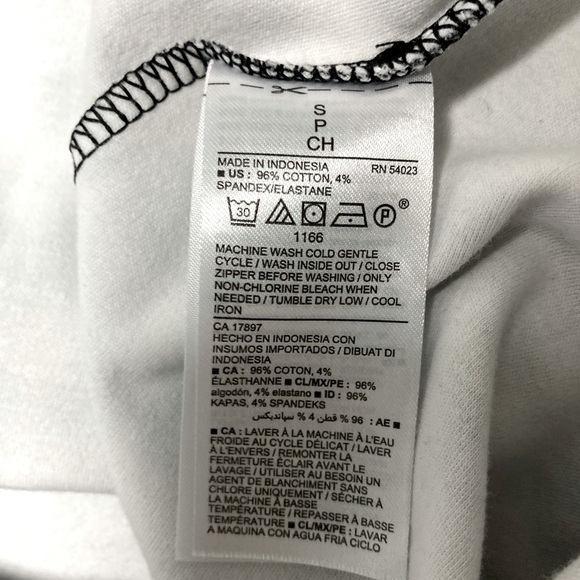 S
P
CH
MADE IN INDONESIA RN 54023
■ US : 96% COTTON, 4%
SPANDEX/ELASTANE
30 P ®
1166
MACHINE WASH COLD GENTLE
CYCLE / WASH INSIDE OUT / CLOSE
ZIPPER BEFORE WASHING / ONLY
NON-CHLORINE BLEACH WHEN
NEEDED / TUMBLE DRY LOW / COOL
IRON
CA 17897
HECHO EN INDONESIA CON
INSUMOS IMPORTADOS / DIBUAT DI
INDONESIA
■ CA : 96% COTON, 4%
ÉLASTHANNE ■ CL/MX/PE : 96%
algodón, 4% elastano ■ ID : 96%
KAPAS, 4% SPANDEKS
■ AE : 96 % قطن 4 % سپاندیکس
■ CA : LAVER À LA MACHINE À L'EAU
FROIDE AU CYCLE DÉLICAT / LAVER
À L'ENVERS / REMONTER LA
FERMETURE ÉCLAIR AVANT LE
LAVAGE / UTILISER AU BESOIN UN
AGENT DE BLANCHIMENT SANS
CHLORE UNIQUEMENT / SÉCHER À
LA MACHINE À BASSE
TEMPÉRATURE / REPASSER À BASSE
TEMPÉRATURE ■ CL/MX/PE : LAVAR
A MAQUINA CON AGUA FRIA CICLO